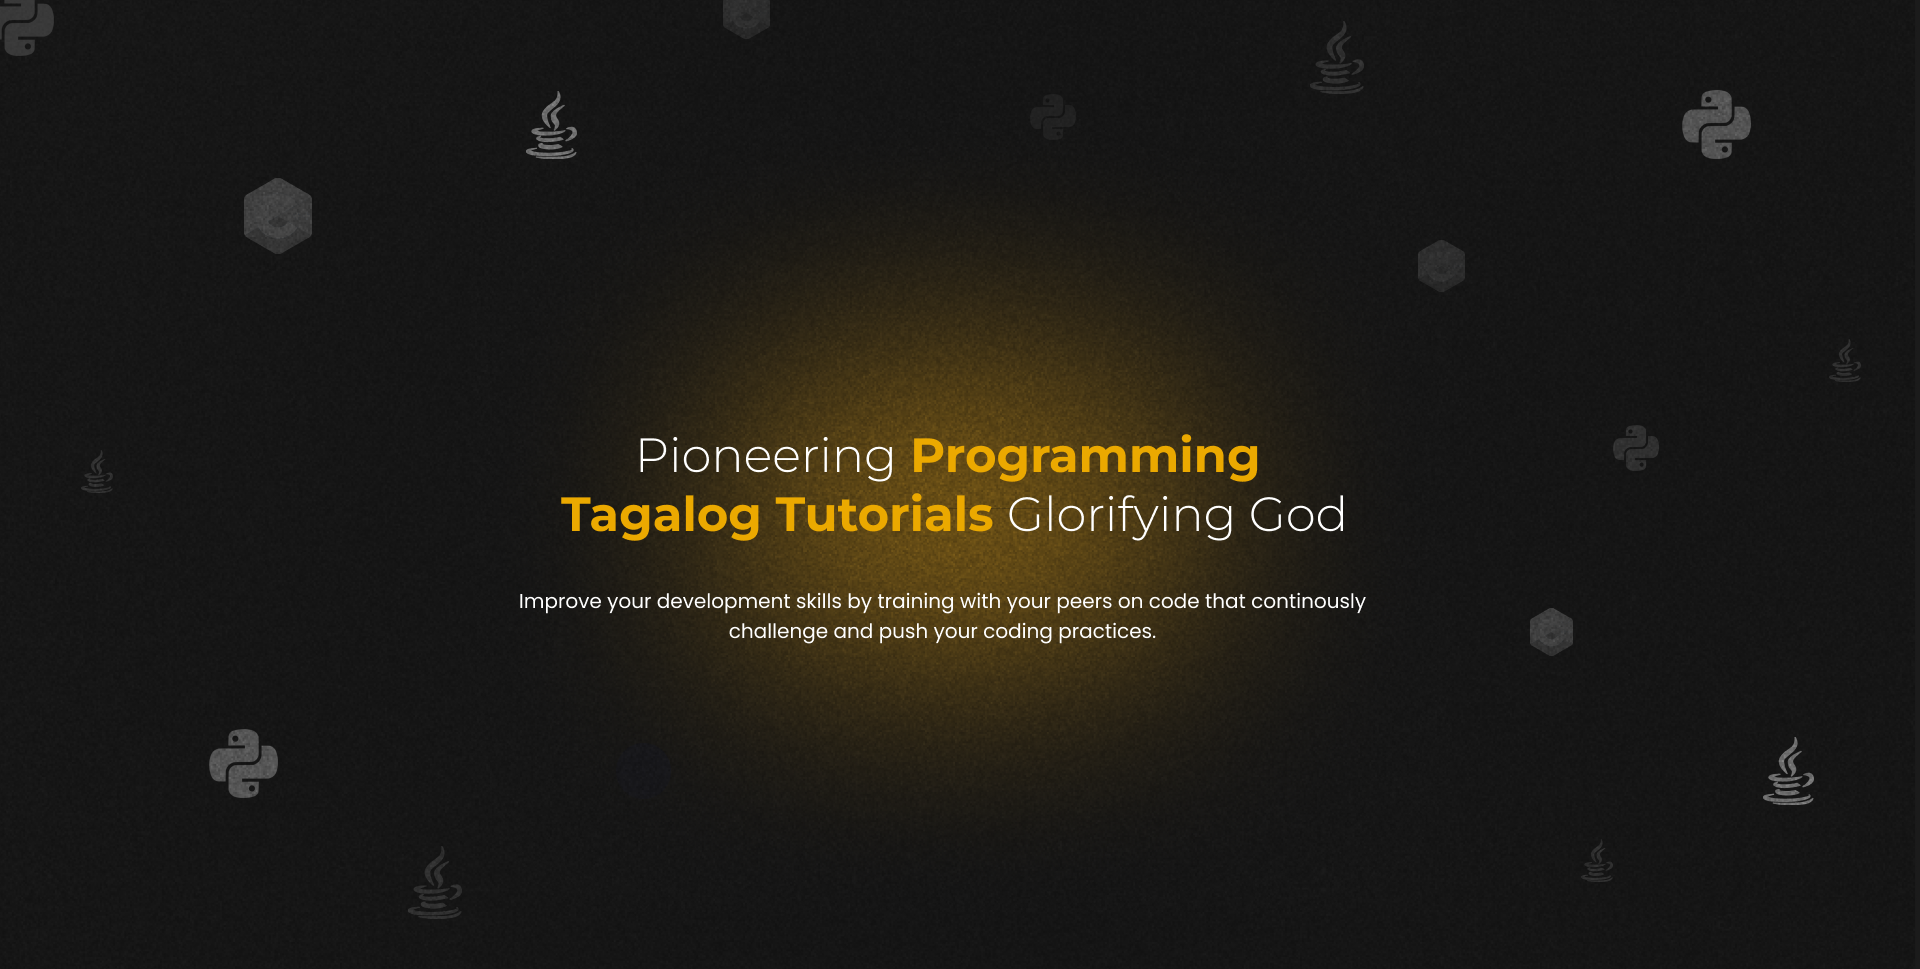 Pioneering Programming
Tagalog Tutorials Glorifying God
Improve your development skills by training with your peers on code that continously
challenge and push your coding practices.